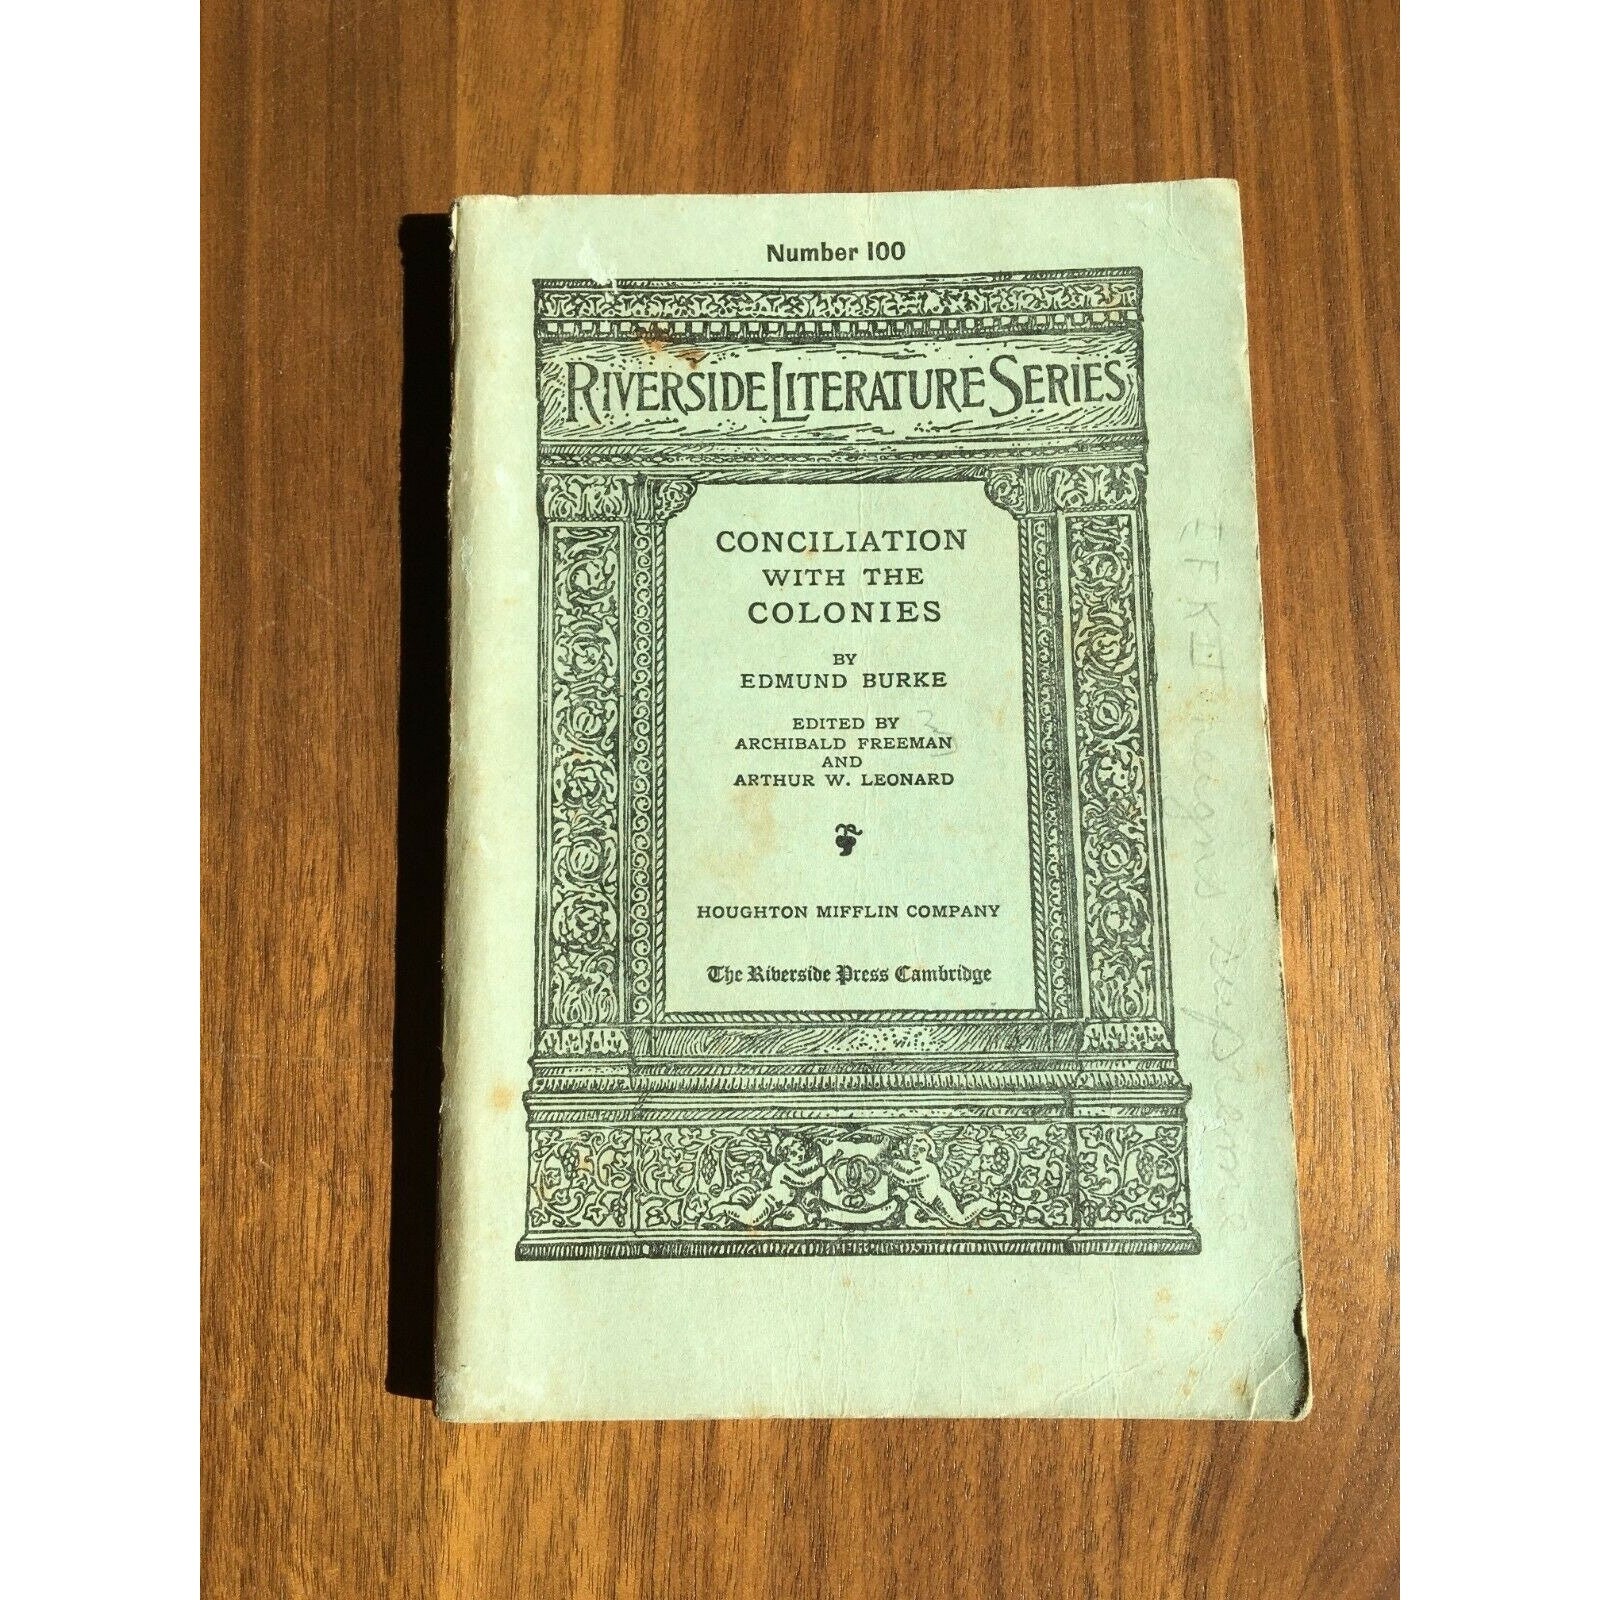 Number 100
RIVERSIDE LITERATURE SERIES
CONCILIATION
WITH THE
COLONIES
BY
EDMUND BURKE
EDITED BY
ARCHIBALD FREEMAN
AND
ARTHUR W. LEONARD
HOUGHTON MIFFLIN COMPANY
The Riverside Press Cambridge